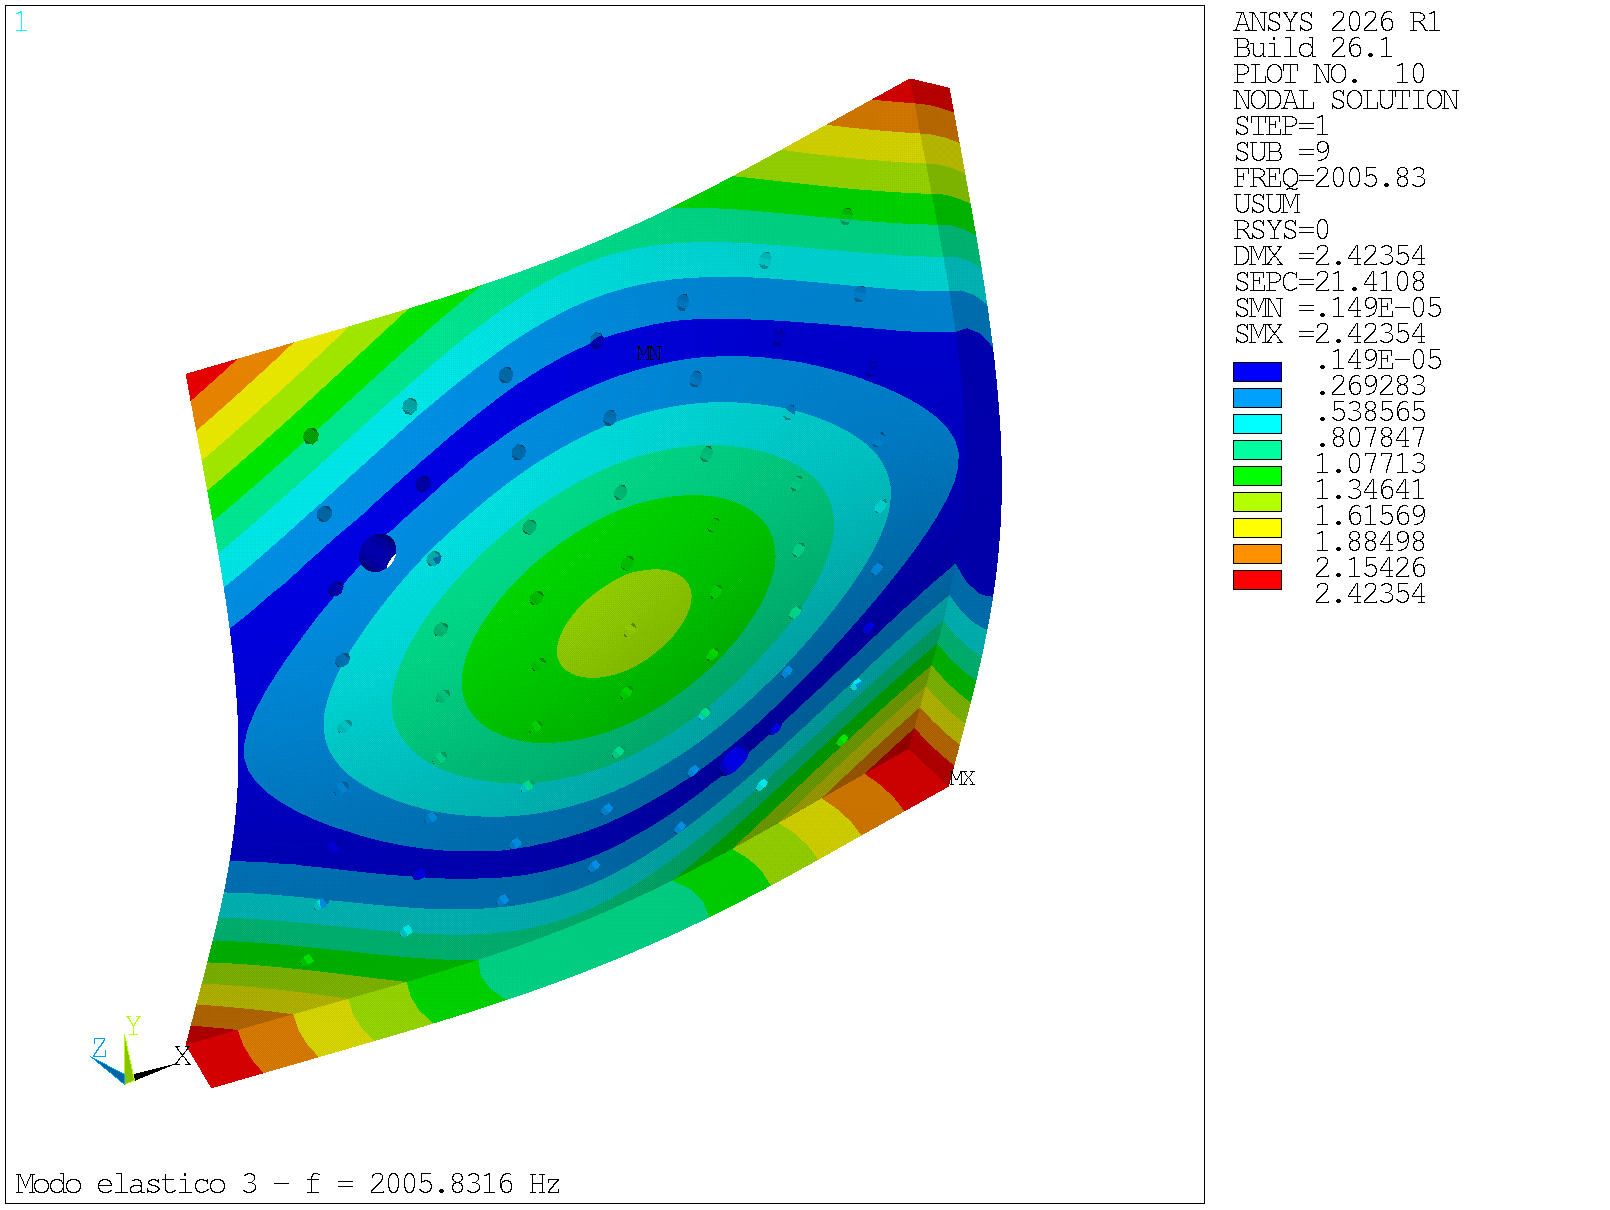 1
ANSYS 2026 R1
Build 26.1
PLOT NO.  10
NODAL SOLUTION
STEP=1
SUB =9
FREQ=2005.83
USUM
RSYS=0
DMX =2.42354
SEPC=21.4108
SMN =.149E-05
SMX =2.42354
.149E-05
.269283
.538565
.807847
1.07713
1.34641
1.61569
1.88498
2.15426
2.42354
MN
MX
Y
Z
X
Modo elastico 3 - f = 2005.8316 Hz